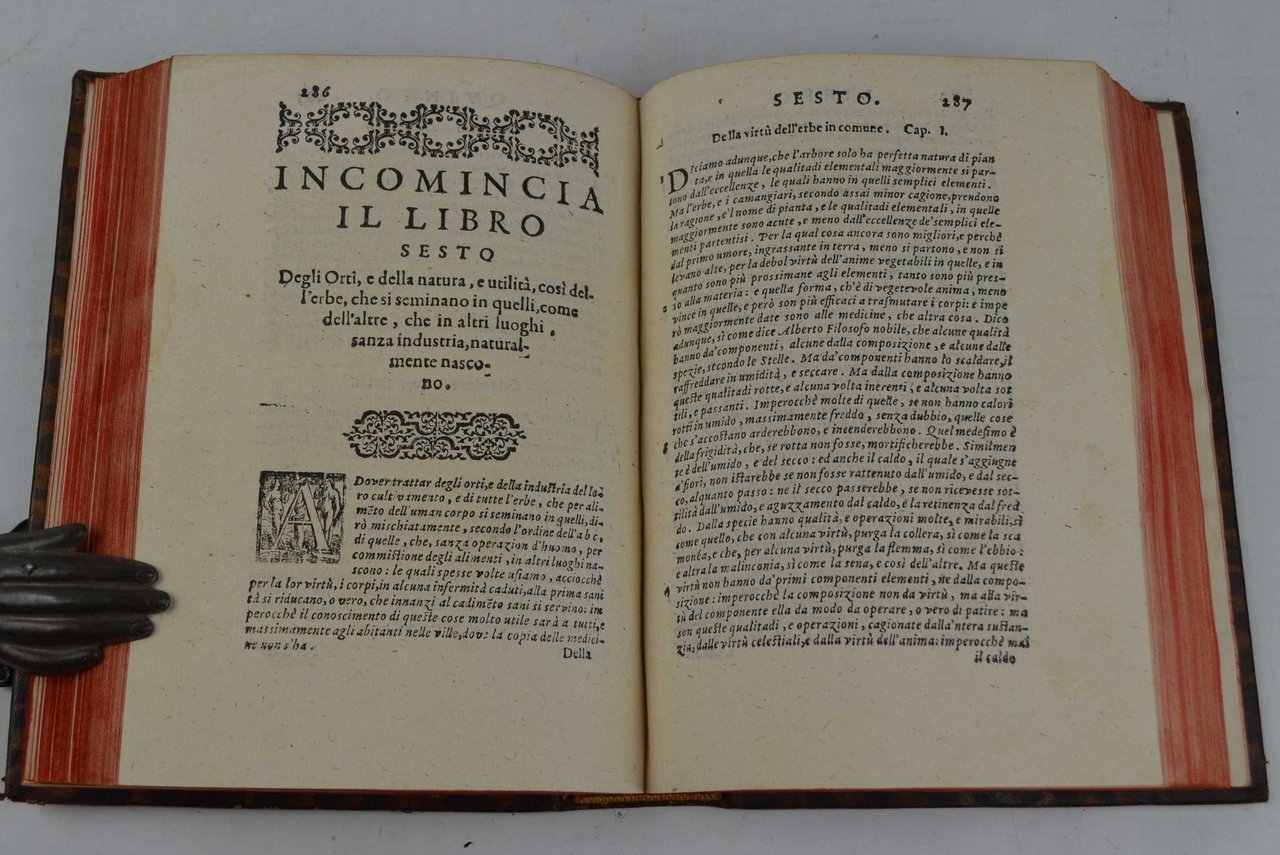 286
INCOMINCIA
IL LIBRO
SESTO
Degli Orti, e della natura, e utilità, così del-
l'erbe, che si seminano in quelli, come
dell'altre, che in altri luoghi,
sanza industria, natural-
mente nasco-
no.
A Dover trattar degli orti, e della industria del lo-
ro cultivamento, e di tutte l'erbe, che per ali-
mēto dell'uman corpo si seminano in quelli, di-
rò mischiatamente, secondo l'ordine dell'a b c,
di quelle, che, sanza operazion d'huomo, per
commistione degli alimenti, in altri luoghi na-
scono: le quali spesse volte usiamo, acciocchè
per la lor virtù, i corpi, in alcuna infermità caduti, alla prima sani
tà si riducano, o vero, che innanzi al cadimēto sani si servino: im
perocchè il conoscimento di queste cose molto utile sarà a tutti, e
massimamente agli abitanti nelle ville, dove la copia delle medici-
ne non s'ha.
Della
SESTO. 287
Della virtù dell'erbe in comune. Cap. I.
DIciamo adunque, che l'arbore solo ha perfetta natura di pian
ta, e in quella le qualitadi elementali maggiormente si par-
tono dall'eccellenze, le quali hanno in quelli semplici elementi.
Ma l'erbe, e i camangiari, secondo assai minor cagione, prendono
la ragione, e'l nome di pianta, e le qualitadi elementali, in quelle
maggiormente sono acute, e meno dall'eccellenze de' semplici ele-
menti partentisi. Per la qual cosa ancora sono migliori, e perchè
dal primo umore, ingrassante in terra, meno si partono, e non si
levano alte, per la debol virtù dell'anime vegetabili in quelle, e in
quanto sono più prossimane agli elementi, tanto sono più pres-
so alla materia: e quella forma, ch'è di vegetevole anima, meno
vince in quelle, e però son più efficaci a trasmutare i corpi: e impe
rò maggiormente date sono alle medicine, che altra cosa. Dico
adunque, sì come dice Alberto Filosofo nobile, che alcune qualità
hanno da' componenti, alcune dalla composizione, e alcune dalle
spezie, secondo le Stelle. Ma da' componenti hanno lo scaldare, il
raffreddare in umidità, e seccare. Ma dalla composizione hanno
queste qualitadi rotte, e alcuna volta inerenti, e alcuna volta sot
tili, e passanti. Imperocchè molte di quelle, se non hanno calori
rotti in umido, massimamente freddo, senza dubbio, quelle cose
che s'accostano arderebbono, e incenderebbono. Quel medesimo è
della frigidità, che, se rotta non fosse, mortificherebbe. Similmen
te è dell'umido, e del secco: ed anche il caldo, il quale s'aggiugne
a' fiori, non istarebbe se non fosse rattenuto dall'umido, e dal sec-
co, alquanto passo: ne il secco passerebbe, se non ricevesse sot-
tilità dall'umido, e aguzzamento dal caldo, e la retinenza dal fred
do. Dalla specie hanno qualità, e operazioni molte, e mirabili, sì
come quello, che con alcuna virtù, purga la collera, sì come la sca
monéa, e che, per alcuna virtù, purga la flemma, sì come l'ebbio:
e altra la malinconia, sì come la sena, e così dell'altre. Ma queste
virtù non hanno da' primi componenti elementi, ne dalla compo-
sizione: imperocchè la composizione non da virtù, ma alla vir-
tù del componente ella da modo da operare, o vero di patire: ma
son queste qualitadi, e operazioni, cagionate dalla'ntera sustan-
zia, dalle virtù celestiali, e dalla virtù dell'anima: imperocchè mai
il caldo